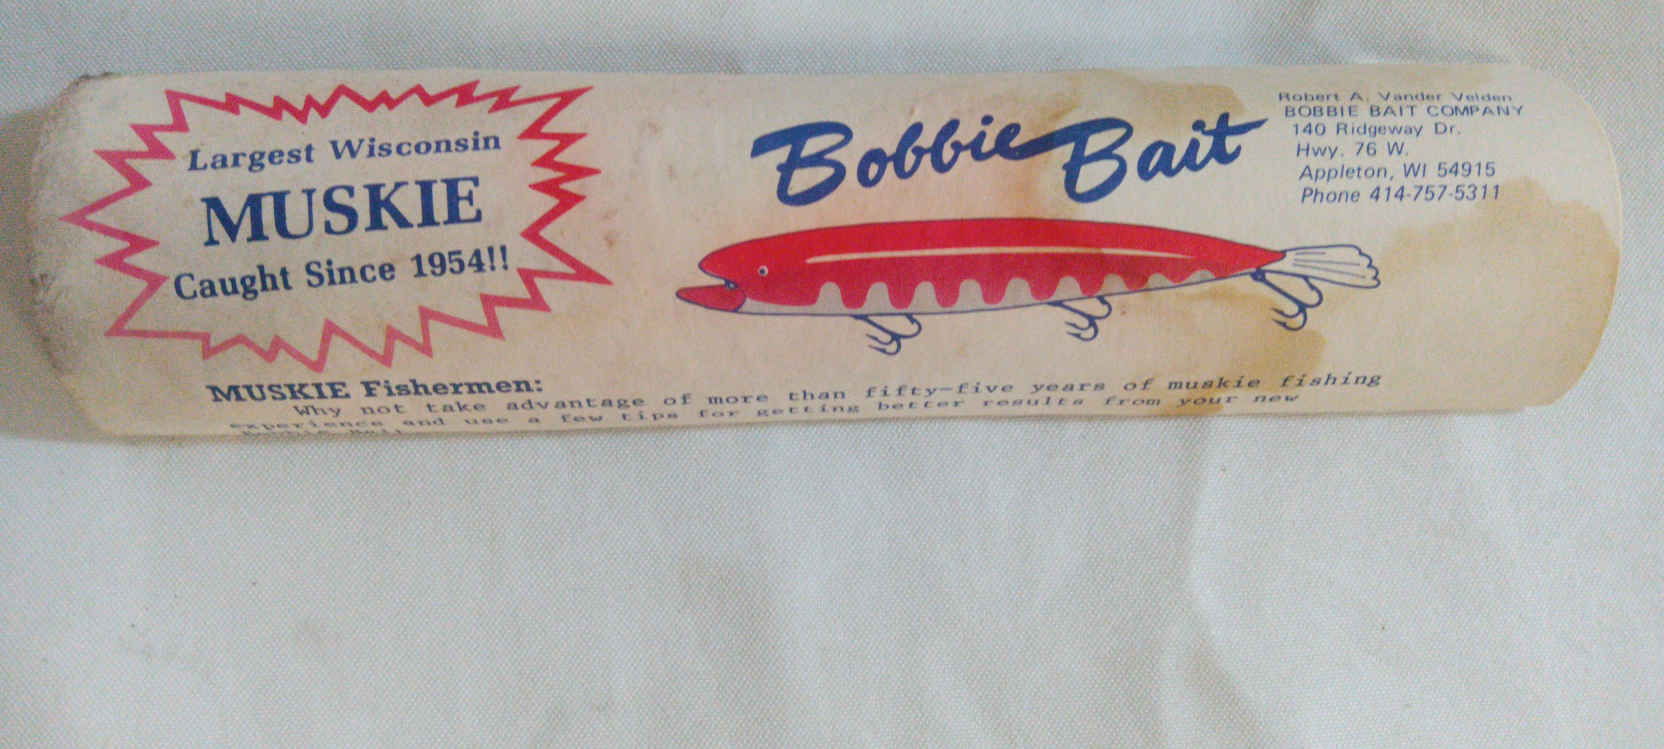 Largest Wisconsin
MUSKIE
Caught Since 1954!!
Bobbie Bait
Robert A. Vander Velden
BOBBIE BAIT COMPANY
140 Ridgeway Dr.
Hwy. 76 W.
Appleton, WI 54915
Phone 414-757-5311
MUSKIE Fishermen:
Why not take advantage of more than fifty-five years of muskie fishing
experience and use a few tips for getting better results from your new